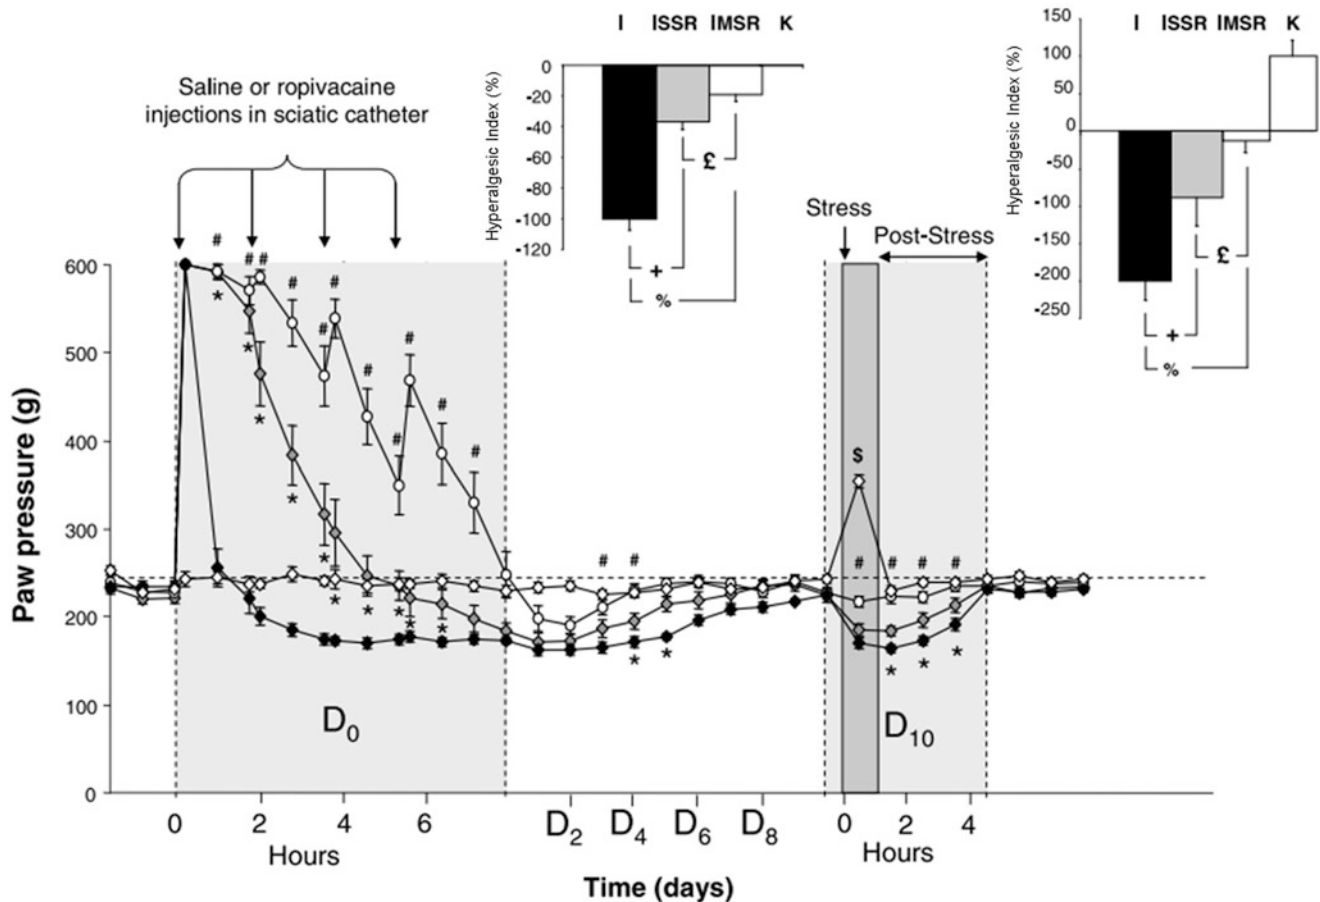 I ISSR IMSR K
Hyperalgesic Index (%)
0
-20
-40
-60
-80
-100
-120
£
+
%
I ISSR IMSR K
Hyperalgesic Index (%)
150
100
50
0
-50
-100
-150
-200
-250
£
+
%
Saline or ropivacaine
injections in sciatic catheter
Stress
Post-Stress
Paw pressure (g)
600
500
400
300
200
100
0
# # # # # # # # # # #
* * * * * * * * * *
# #
* *
$
# # # #
* * *
D0
D10
0 2 4 6
Hours
D2 D4 D6 D8
0 2 4
Hours
Time (days)